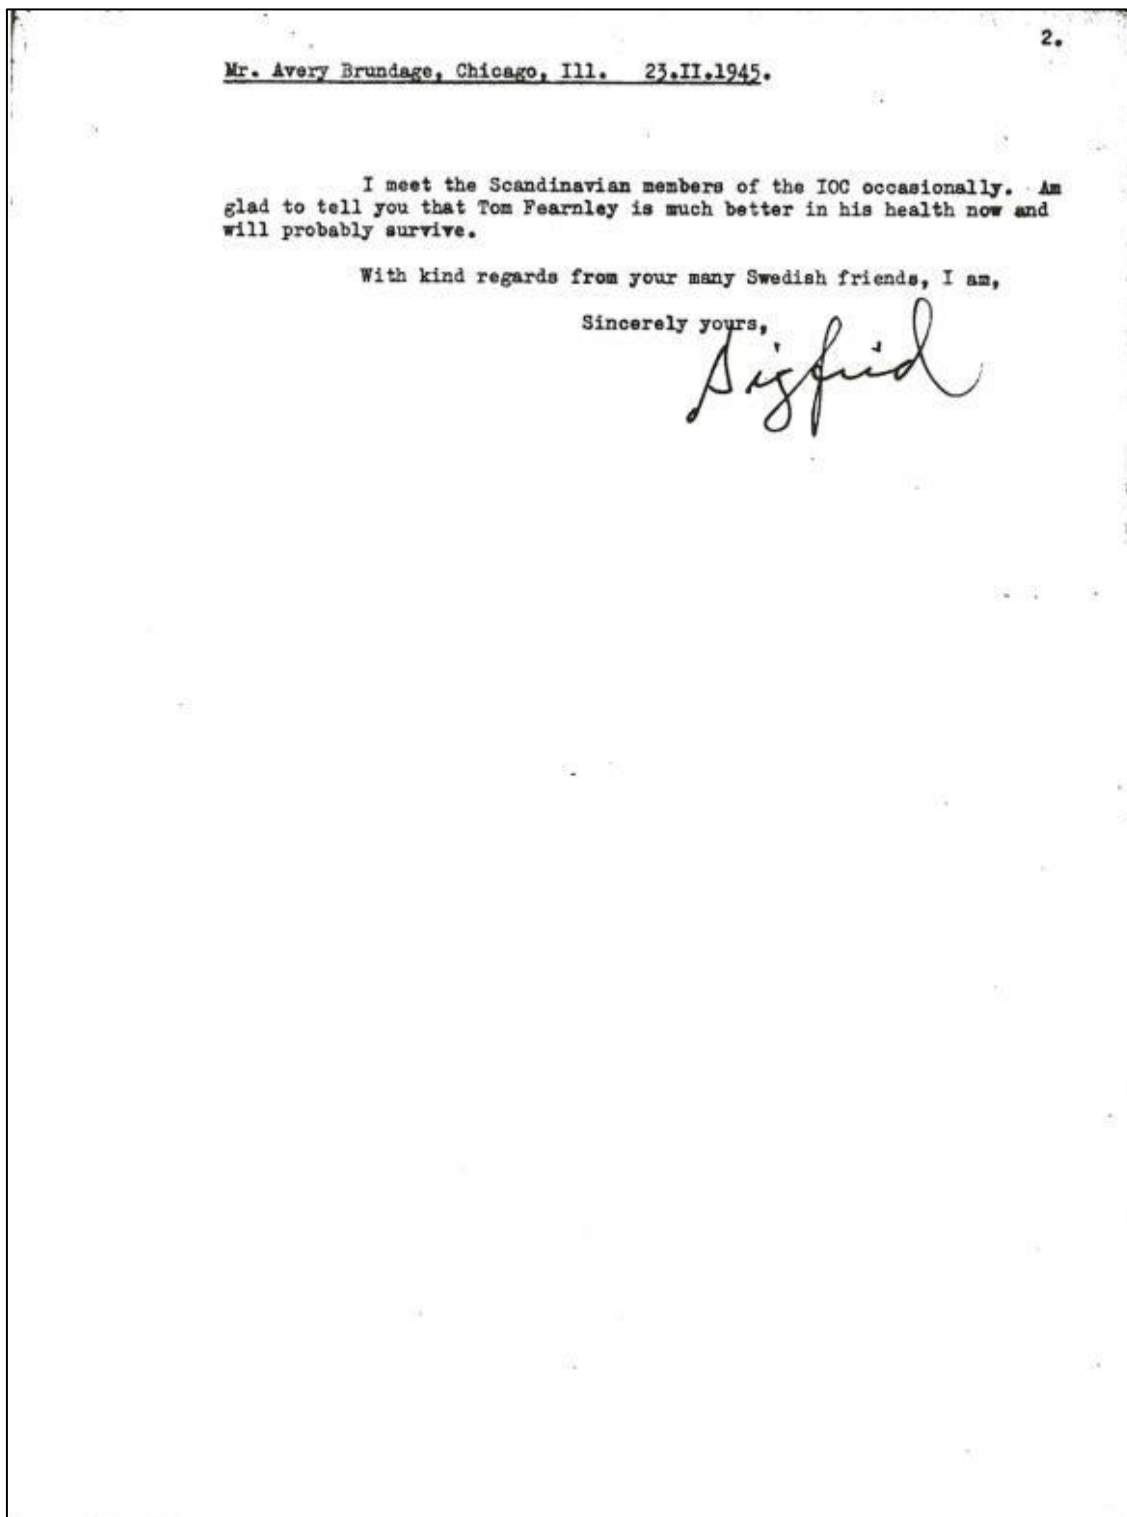 2.
Mr. Avery Brundage, Chicago, Ill. 23.II.1945.
I meet the Scandinavian members of the IOC occasionally. Am
glad to tell you that Tom Fearnley is much better in his health now and
will probably survive.
With kind regards from your many Swedish friends, I am,
Sincerely yours,
Sigfrid